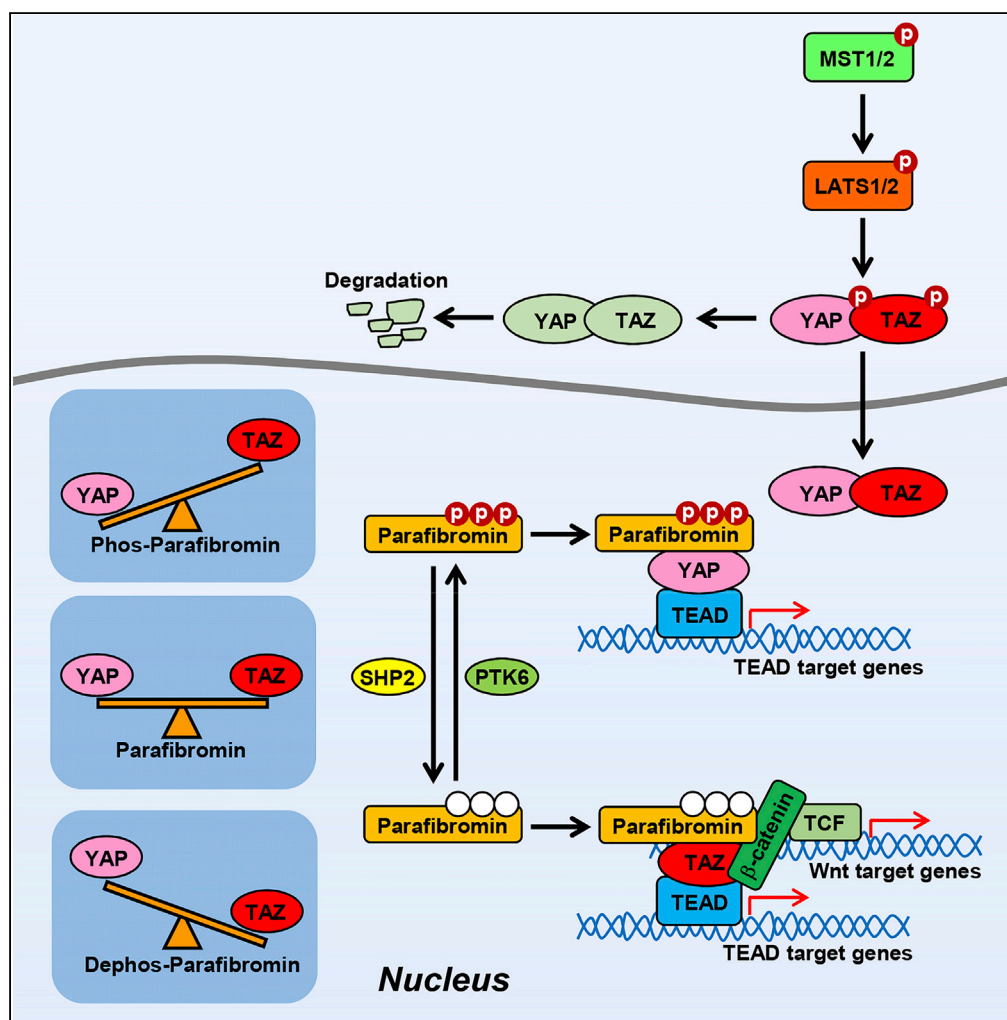 p
MST1/2
p
LATS1/2
Degradation
p
p
YAP
TAZ
YAP
TAZ
YAP
TAZ
TAZ
YAP
Phos-Parafibromin
p p p
Parafibromin
p p p
Parafibromin
YAP
TEAD
TEAD target genes
YAP
TAZ
Parafibromin
SHP2
PTK6
Parafibromin
Parafibromin
TAZ
β-catenin
TCF
Wnt target genes
TEAD
TEAD target genes
YAP
TAZ
Dephos-Parafibromin
Nucleus